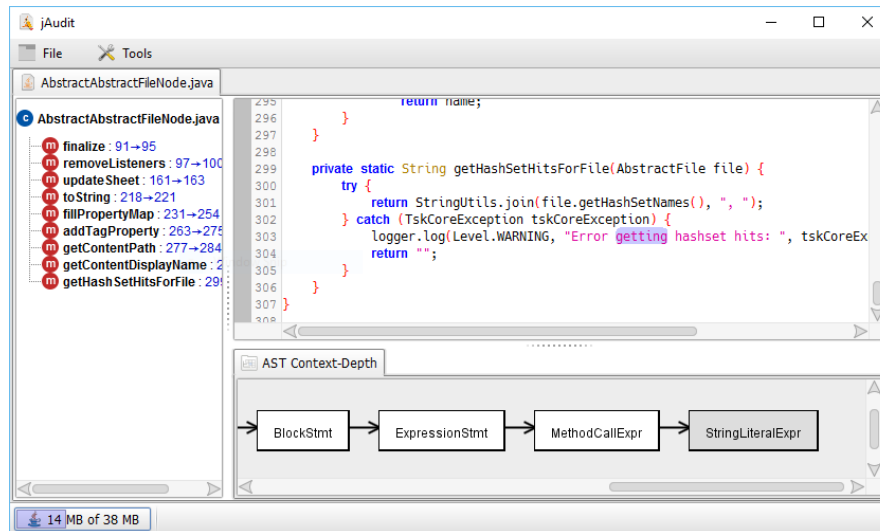 jAudit
File Tools
AbstractAbstractFileNode.java
AbstractAbstractFileNode.java
finalize : 91→95
removeListeners : 97→100
updateSheet : 161→163
toString : 218→221
fillPropertyMap : 231→254
addTagProperty : 263→275
getContentPath : 277→284
getContentDisplayName : 2
getHashSetHitsForFile : 299
295 return name;
296 }
297 }
298
299 private static String getHashSetHitsForFile(AbstractFile file) {
300 try {
301 return StringUtils.join(file.getHashSetNames(), ", ");
302 } catch (TskCoreException tskCoreException) {
303 logger.log(Level.WARNING, "Error getting hashset hits: ", tskCoreEx
304 return "";
305 }
306 }
307 }
308
AST Context-Depth
BlockStmt ExpressionStmt MethodCallExpr StringLiteralExpr
14 MB of 38 MB